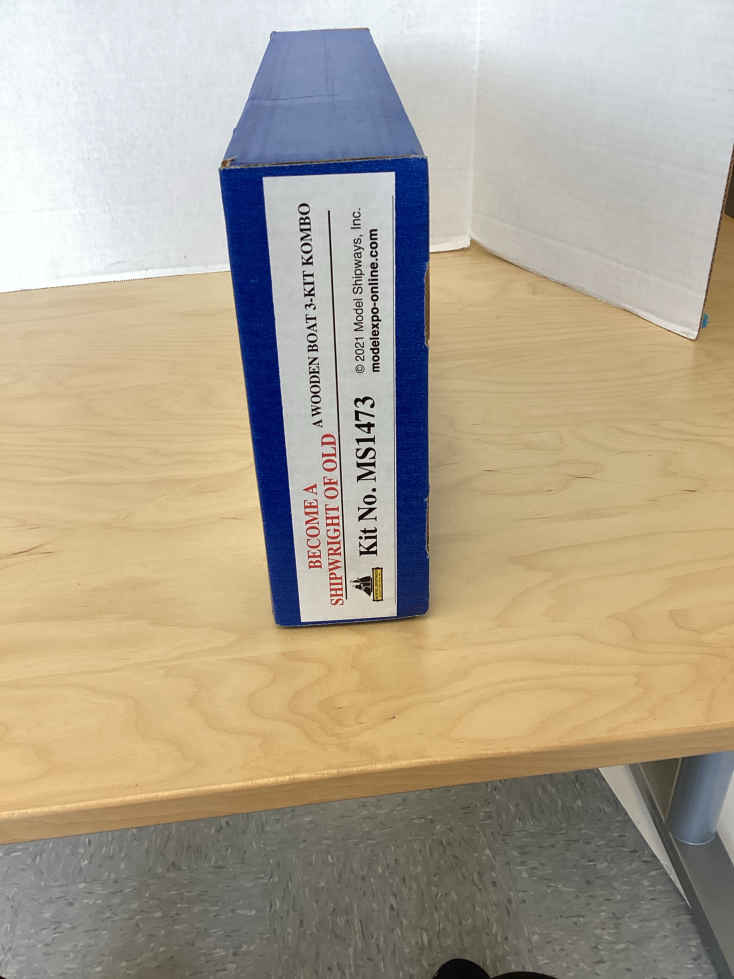 BECOME A
SHIPWRIGHT OF OLD
A WOODEN BOAT 3-KIT KOMBO
Kit No. MS1473
© 2021 Model Shipways, Inc.
modelexpo-online.com